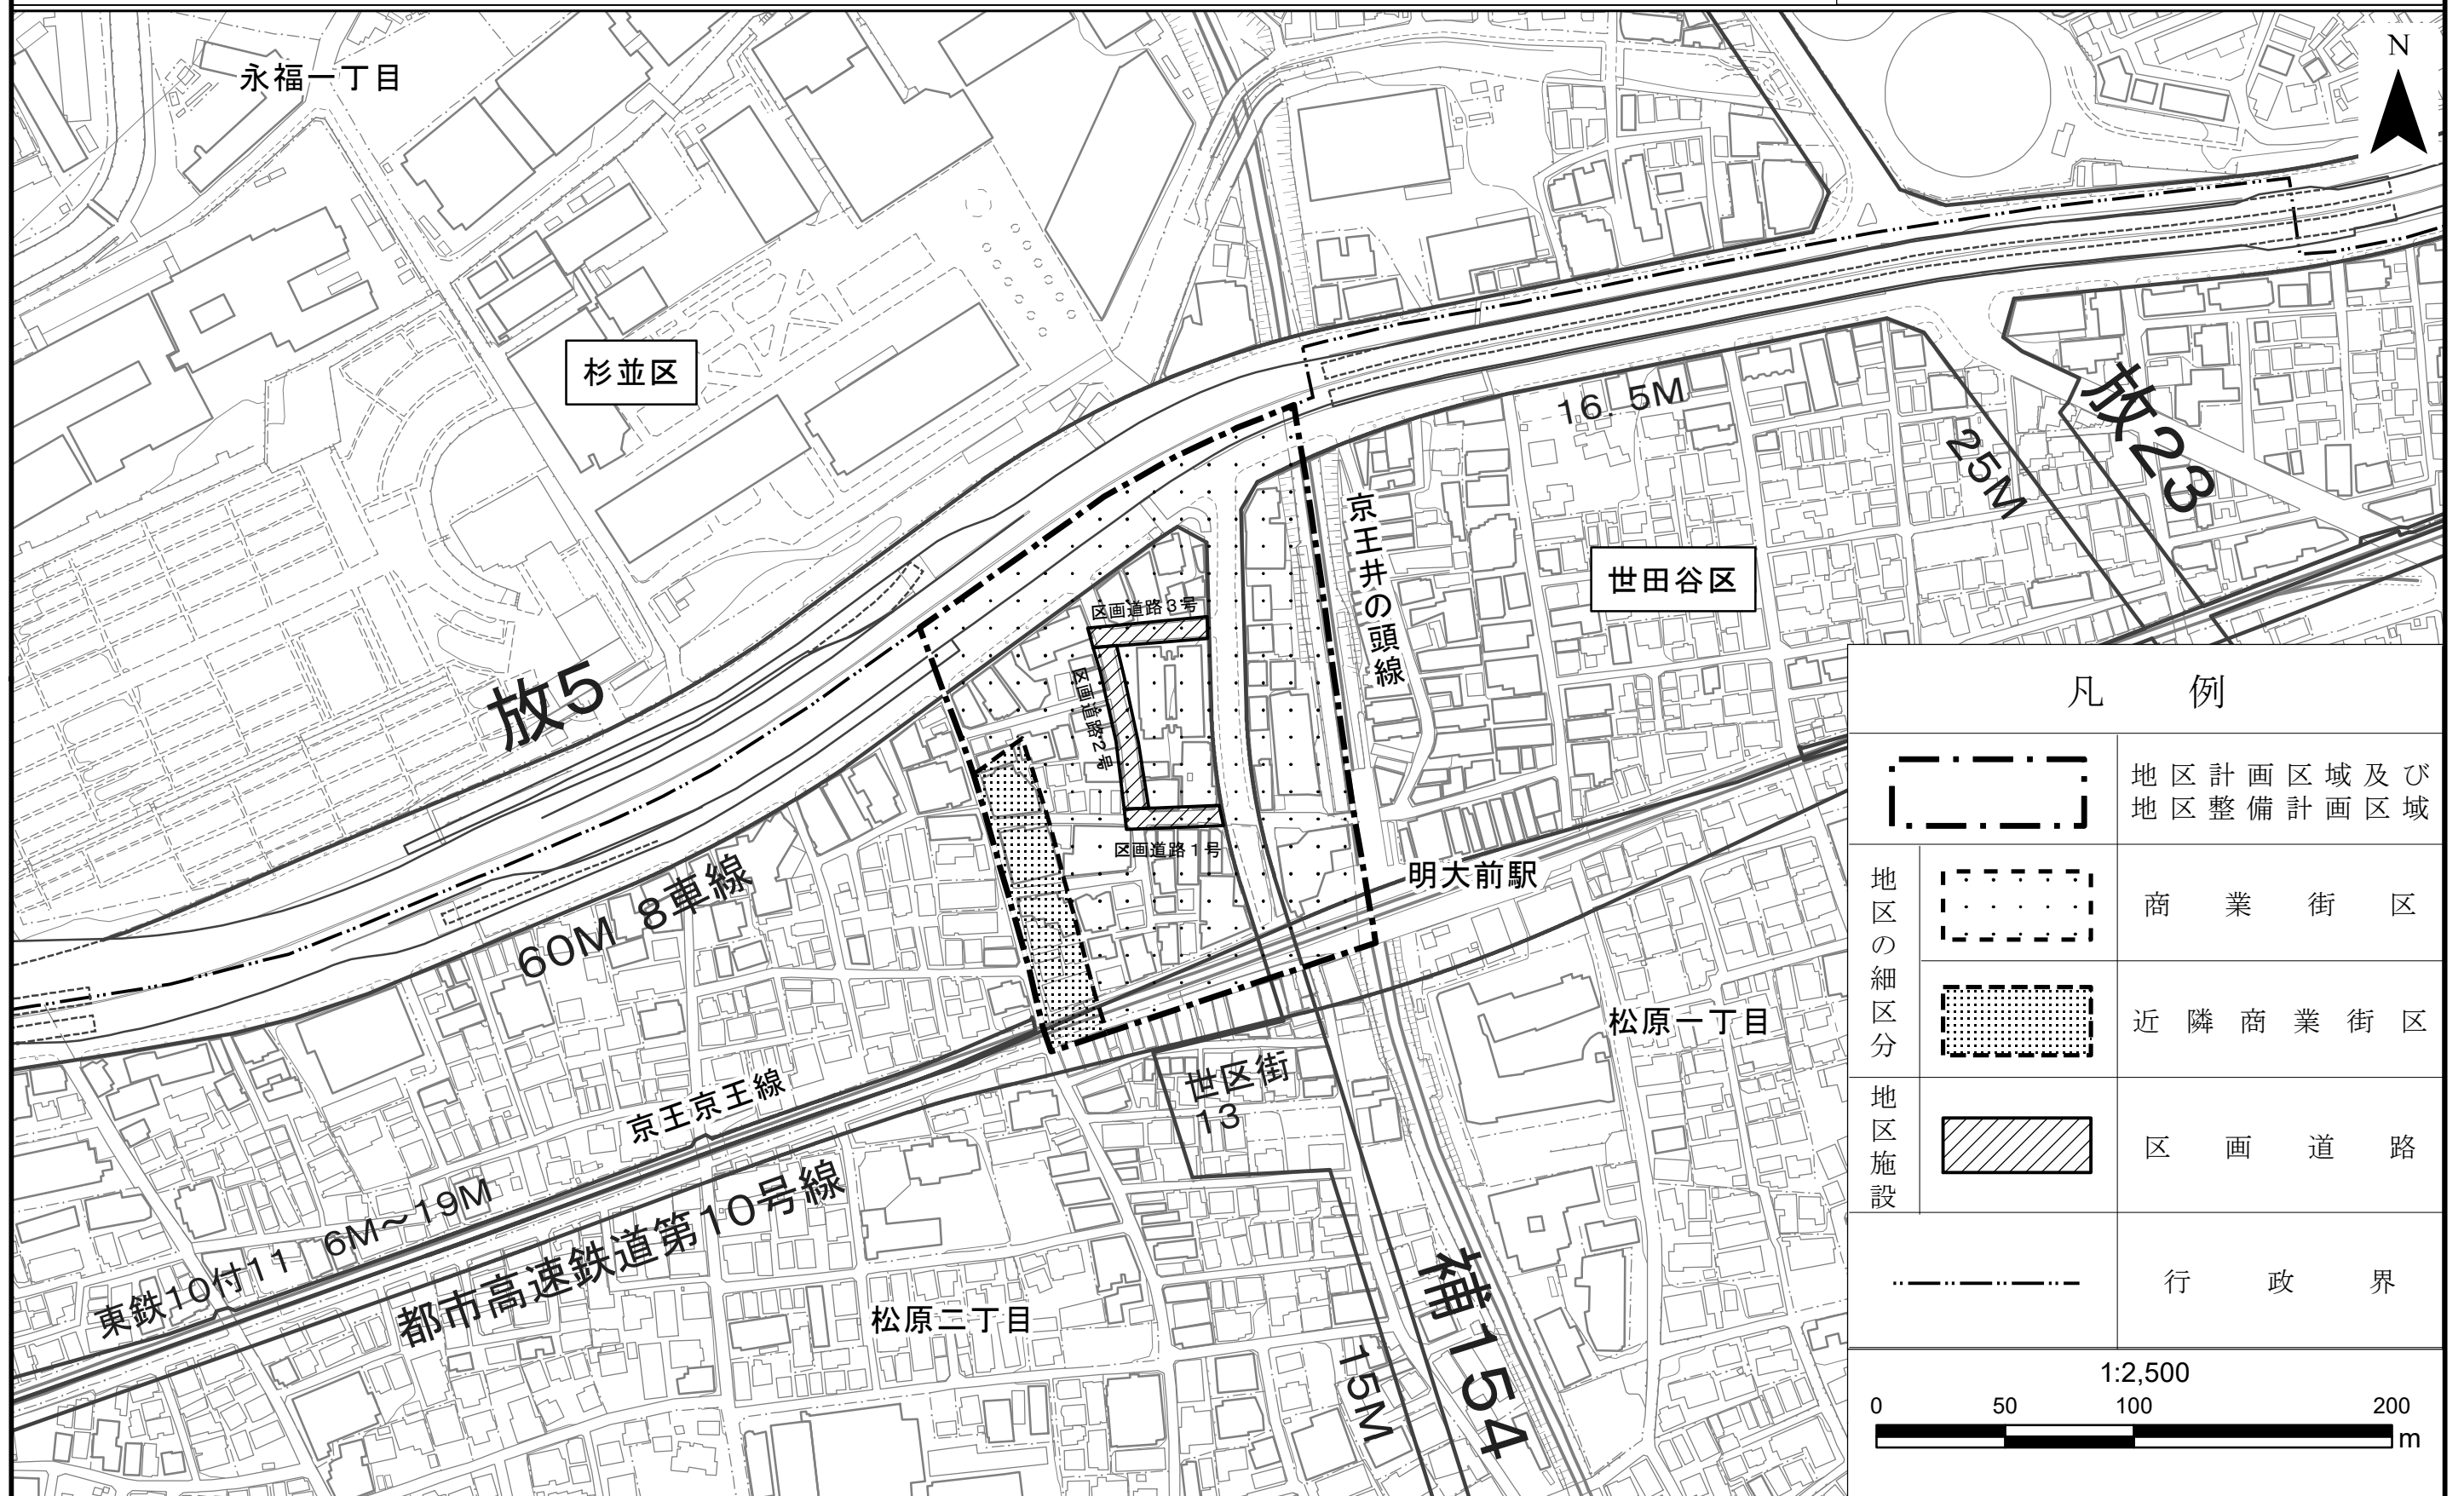 永福一丁目
N
杉並区
16．5M
放23
25M
京王井の頭線
世田谷区
区画道路3号
区画道路2号
区画道路1号
放5
60M 8車線
明大前駅
松原一丁目
世区街
13
京王京王線
東鉄10付11　6M～19M
都市高速鉄道第10号線
松原二丁目
補154
15M
凡　例
地区計画区域及び
地区整備計画区域
地区の細区分
商業街区
近隣商業街区
地区施設
区画道路
行政界
1:2,500
0 50 100 200
m